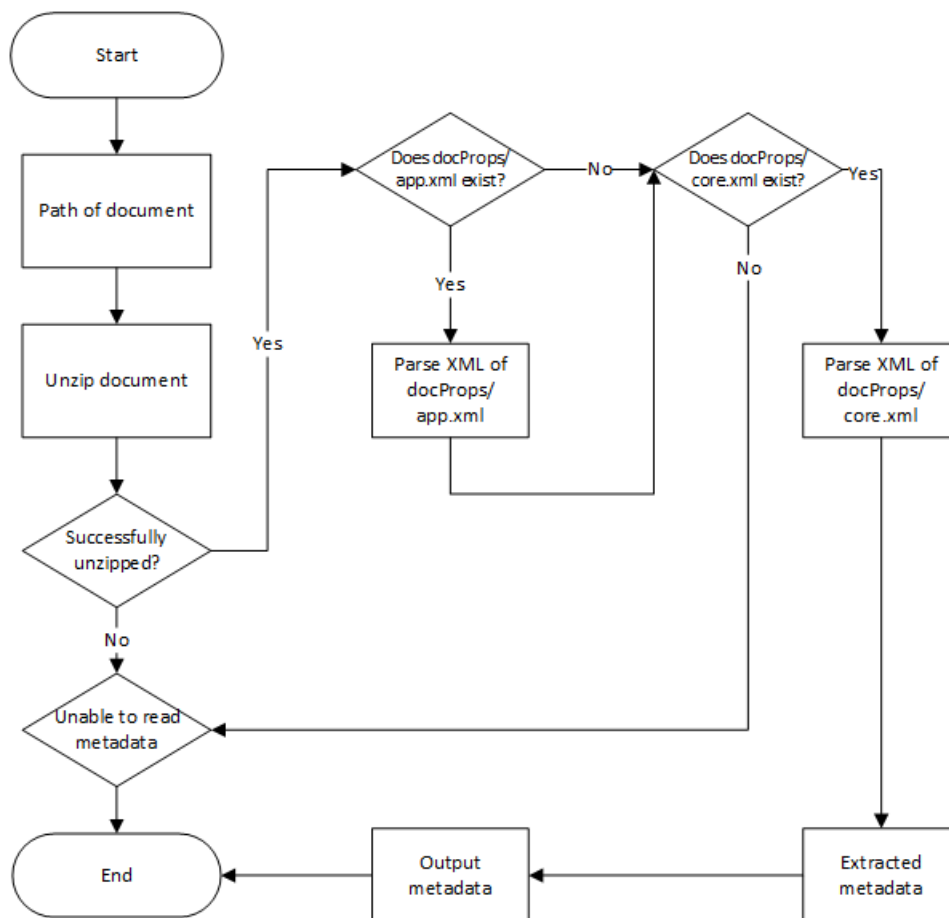 Start
Path of document
Unzip document
Successfully
unzipped?
No
Unable to read
metadata
End
Yes
Does docProps/
app.xml exist?
No
Yes
Parse XML of
docProps/
app.xml
Does docProps/
core.xml exist?
Yes
No
Parse XML of
docProps/
core.xml
Extracted
metadata
Output
metadata